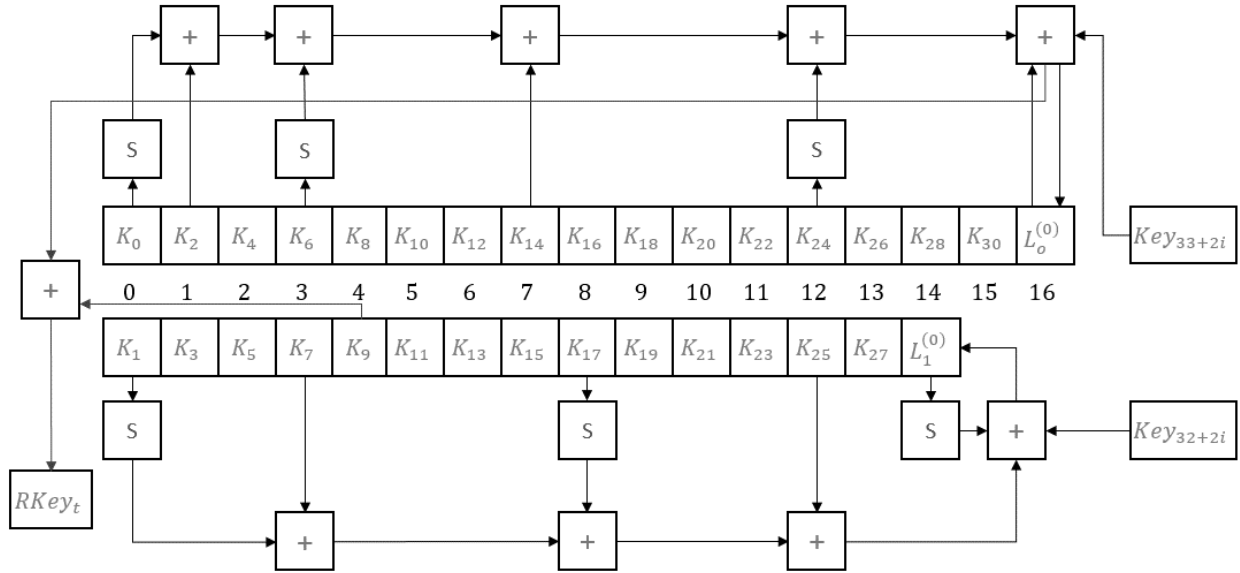 + + + + +
S S S
K₀ K₂ K₄ K₆ K₈ K₁₀ K₁₂ K₁₄ K₁₆ K₁₈ K₂₀ K₂₂ K₂₄ K₂₆ K₂₈ K₃₀ Lₒ⁽⁰⁾ Key₃₃₊₂ᵢ
+ 0 1 2 3 4 5 6 7 8 9 10 11 12 13 14 15 16
K₁ K₃ K₅ K₇ K₉ K₁₁ K₁₃ K₁₅ K₁₇ K₁₉ K₂₁ K₂₃ K₂₅ K₂₇ L₁⁽⁰⁾
S S S + Key₃₂₊₂ᵢ
RKeyₜ
+ + +